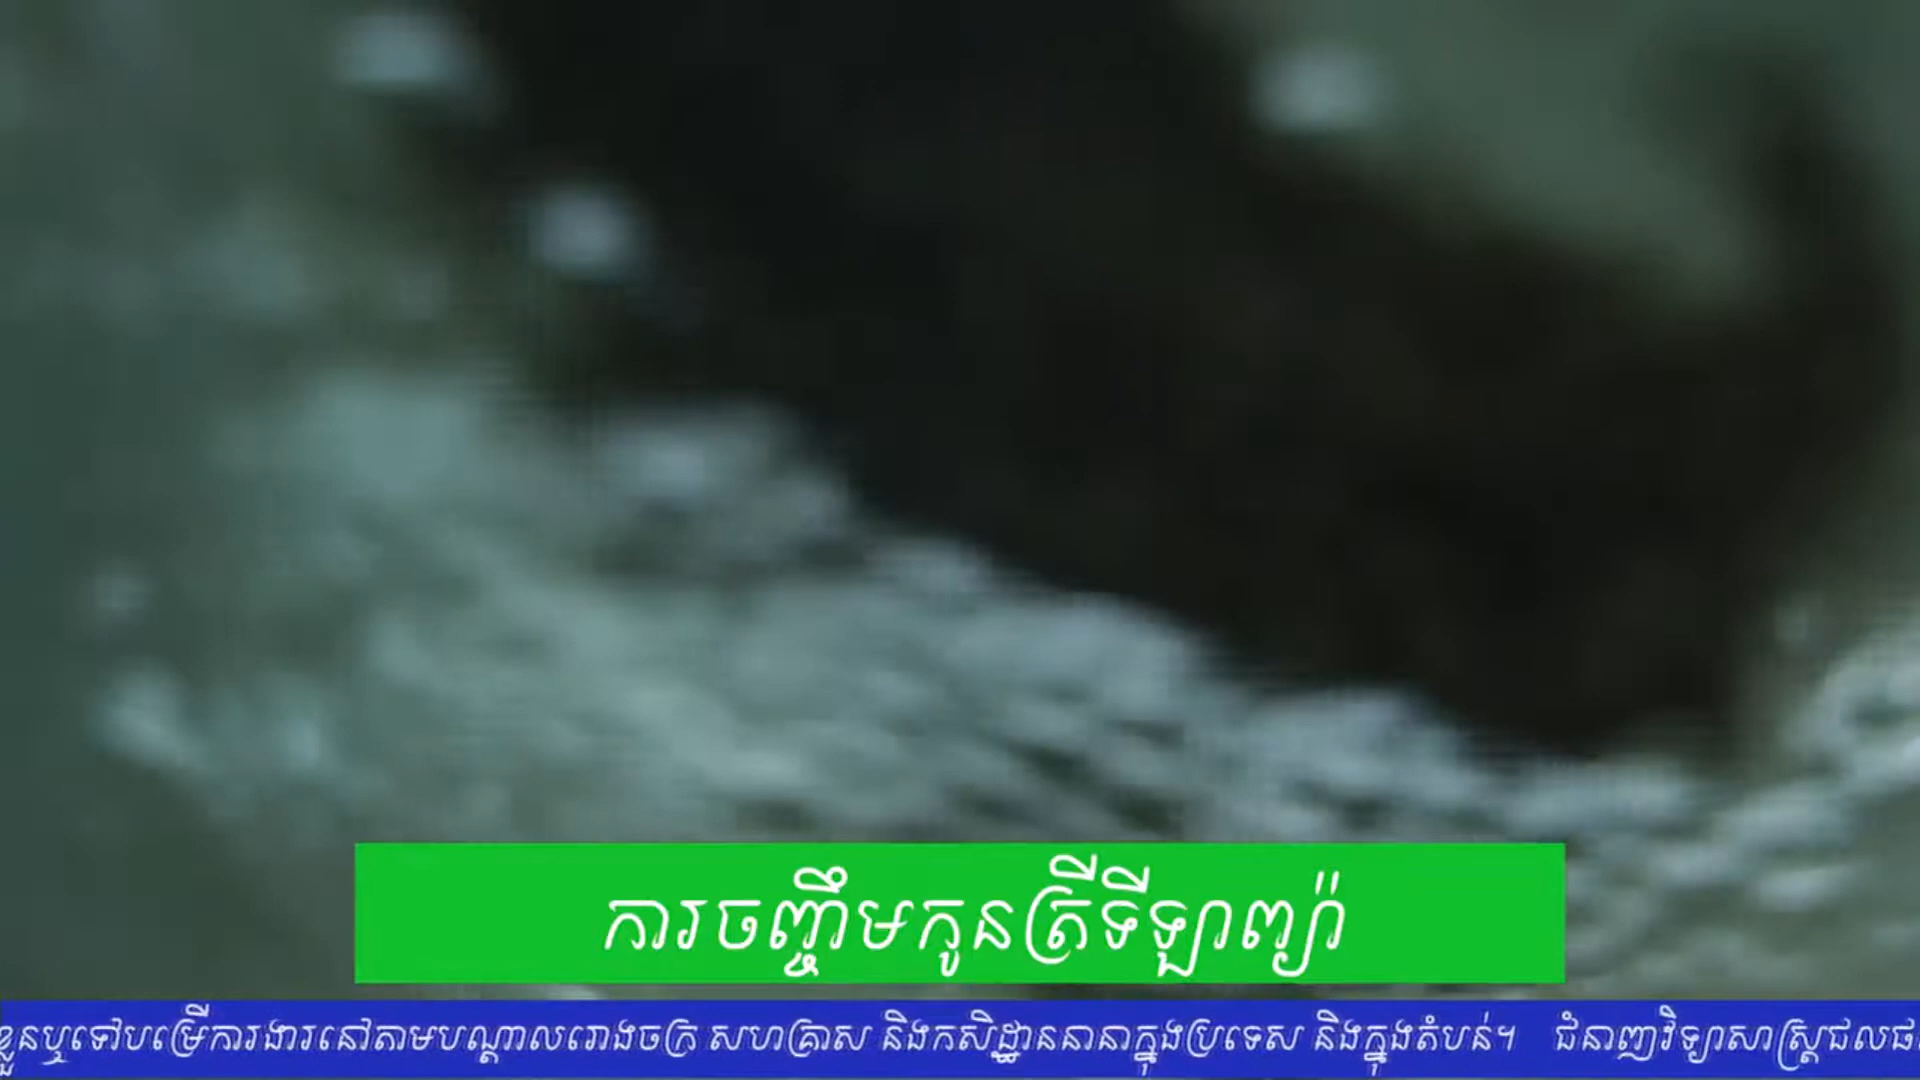 ការចញ្ចឹមកូនត្រីទីឡាព្យ៉ា
ខ្លួនឬទៅបម្រើការងារនៅតាមបណ្តាលរោងចក្រ សហគ្រាស និងកសិដ្ឋាននានាក្នុងប្រទេស និងក្នុងតំបន់។ ជំនាញវិទ្យាសាស្ត្រជលផល